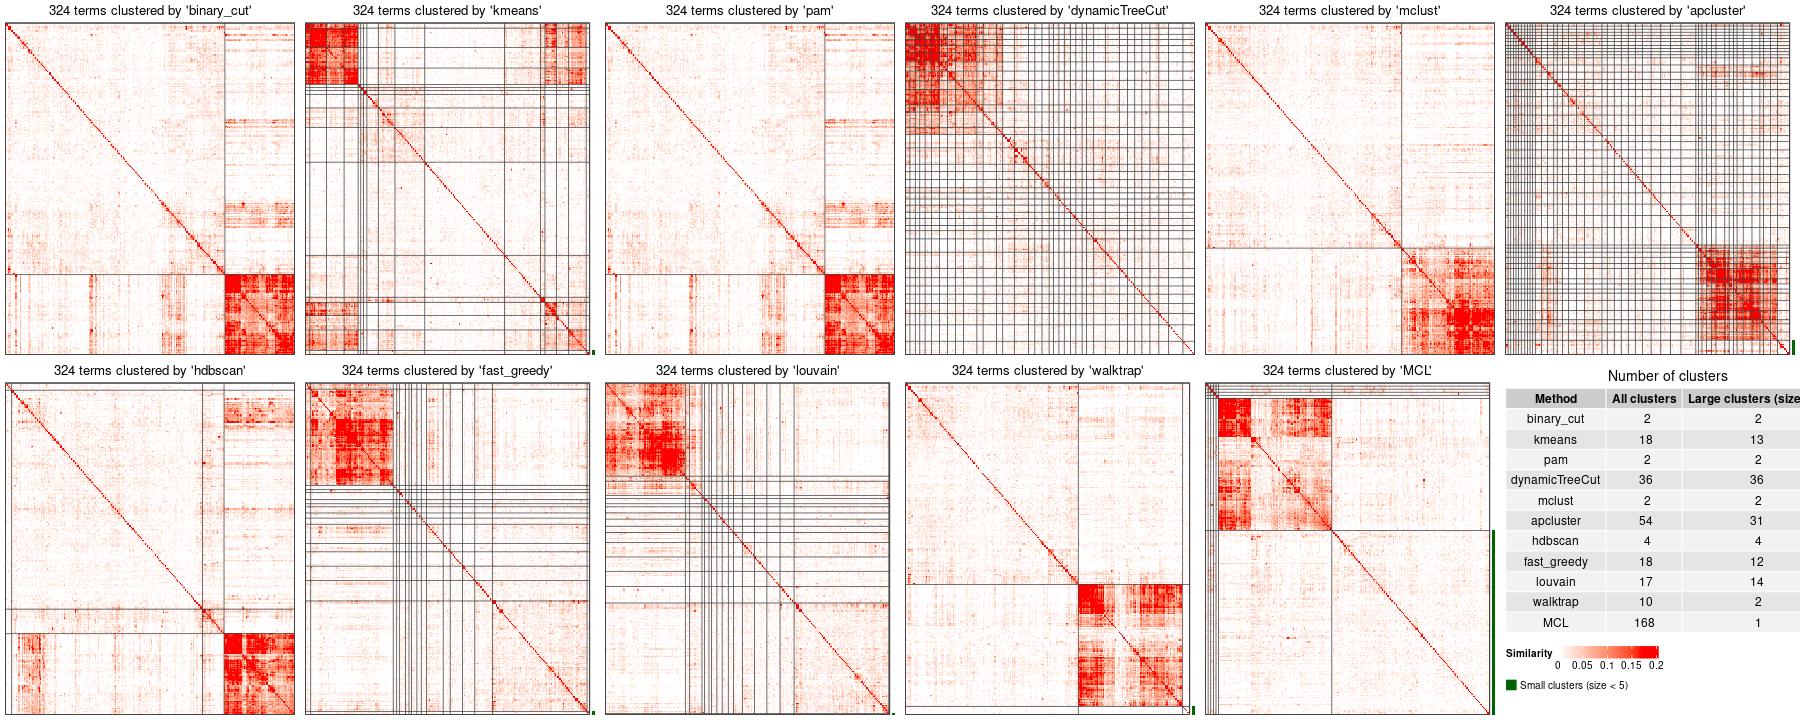 324 terms clustered by 'binary_cut'
324 terms clustered by 'kmeans'
324 terms clustered by 'pam'
324 terms clustered by 'dynamicTreeCut'
324 terms clustered by 'mclust'
324 terms clustered by 'apcluster'
324 terms clustered by 'hdbscan'
324 terms clustered by 'fast_greedy'
324 terms clustered by 'louvain'
324 terms clustered by 'walktrap'
324 terms clustered by 'MCL'
Number of clusters
Method All clusters Large clusters (size
binary_cut 2 2
kmeans 18 13
pam 2 2
dynamicTreeCut 36 36
mclust 2 2
apcluster 54 31
hdbscan 4 4
fast_greedy 18 12
louvain 17 14
walktrap 10 2
MCL 168 1
Similarity
0 0.05 0.1 0.15 0.2
Small clusters (size < 5)